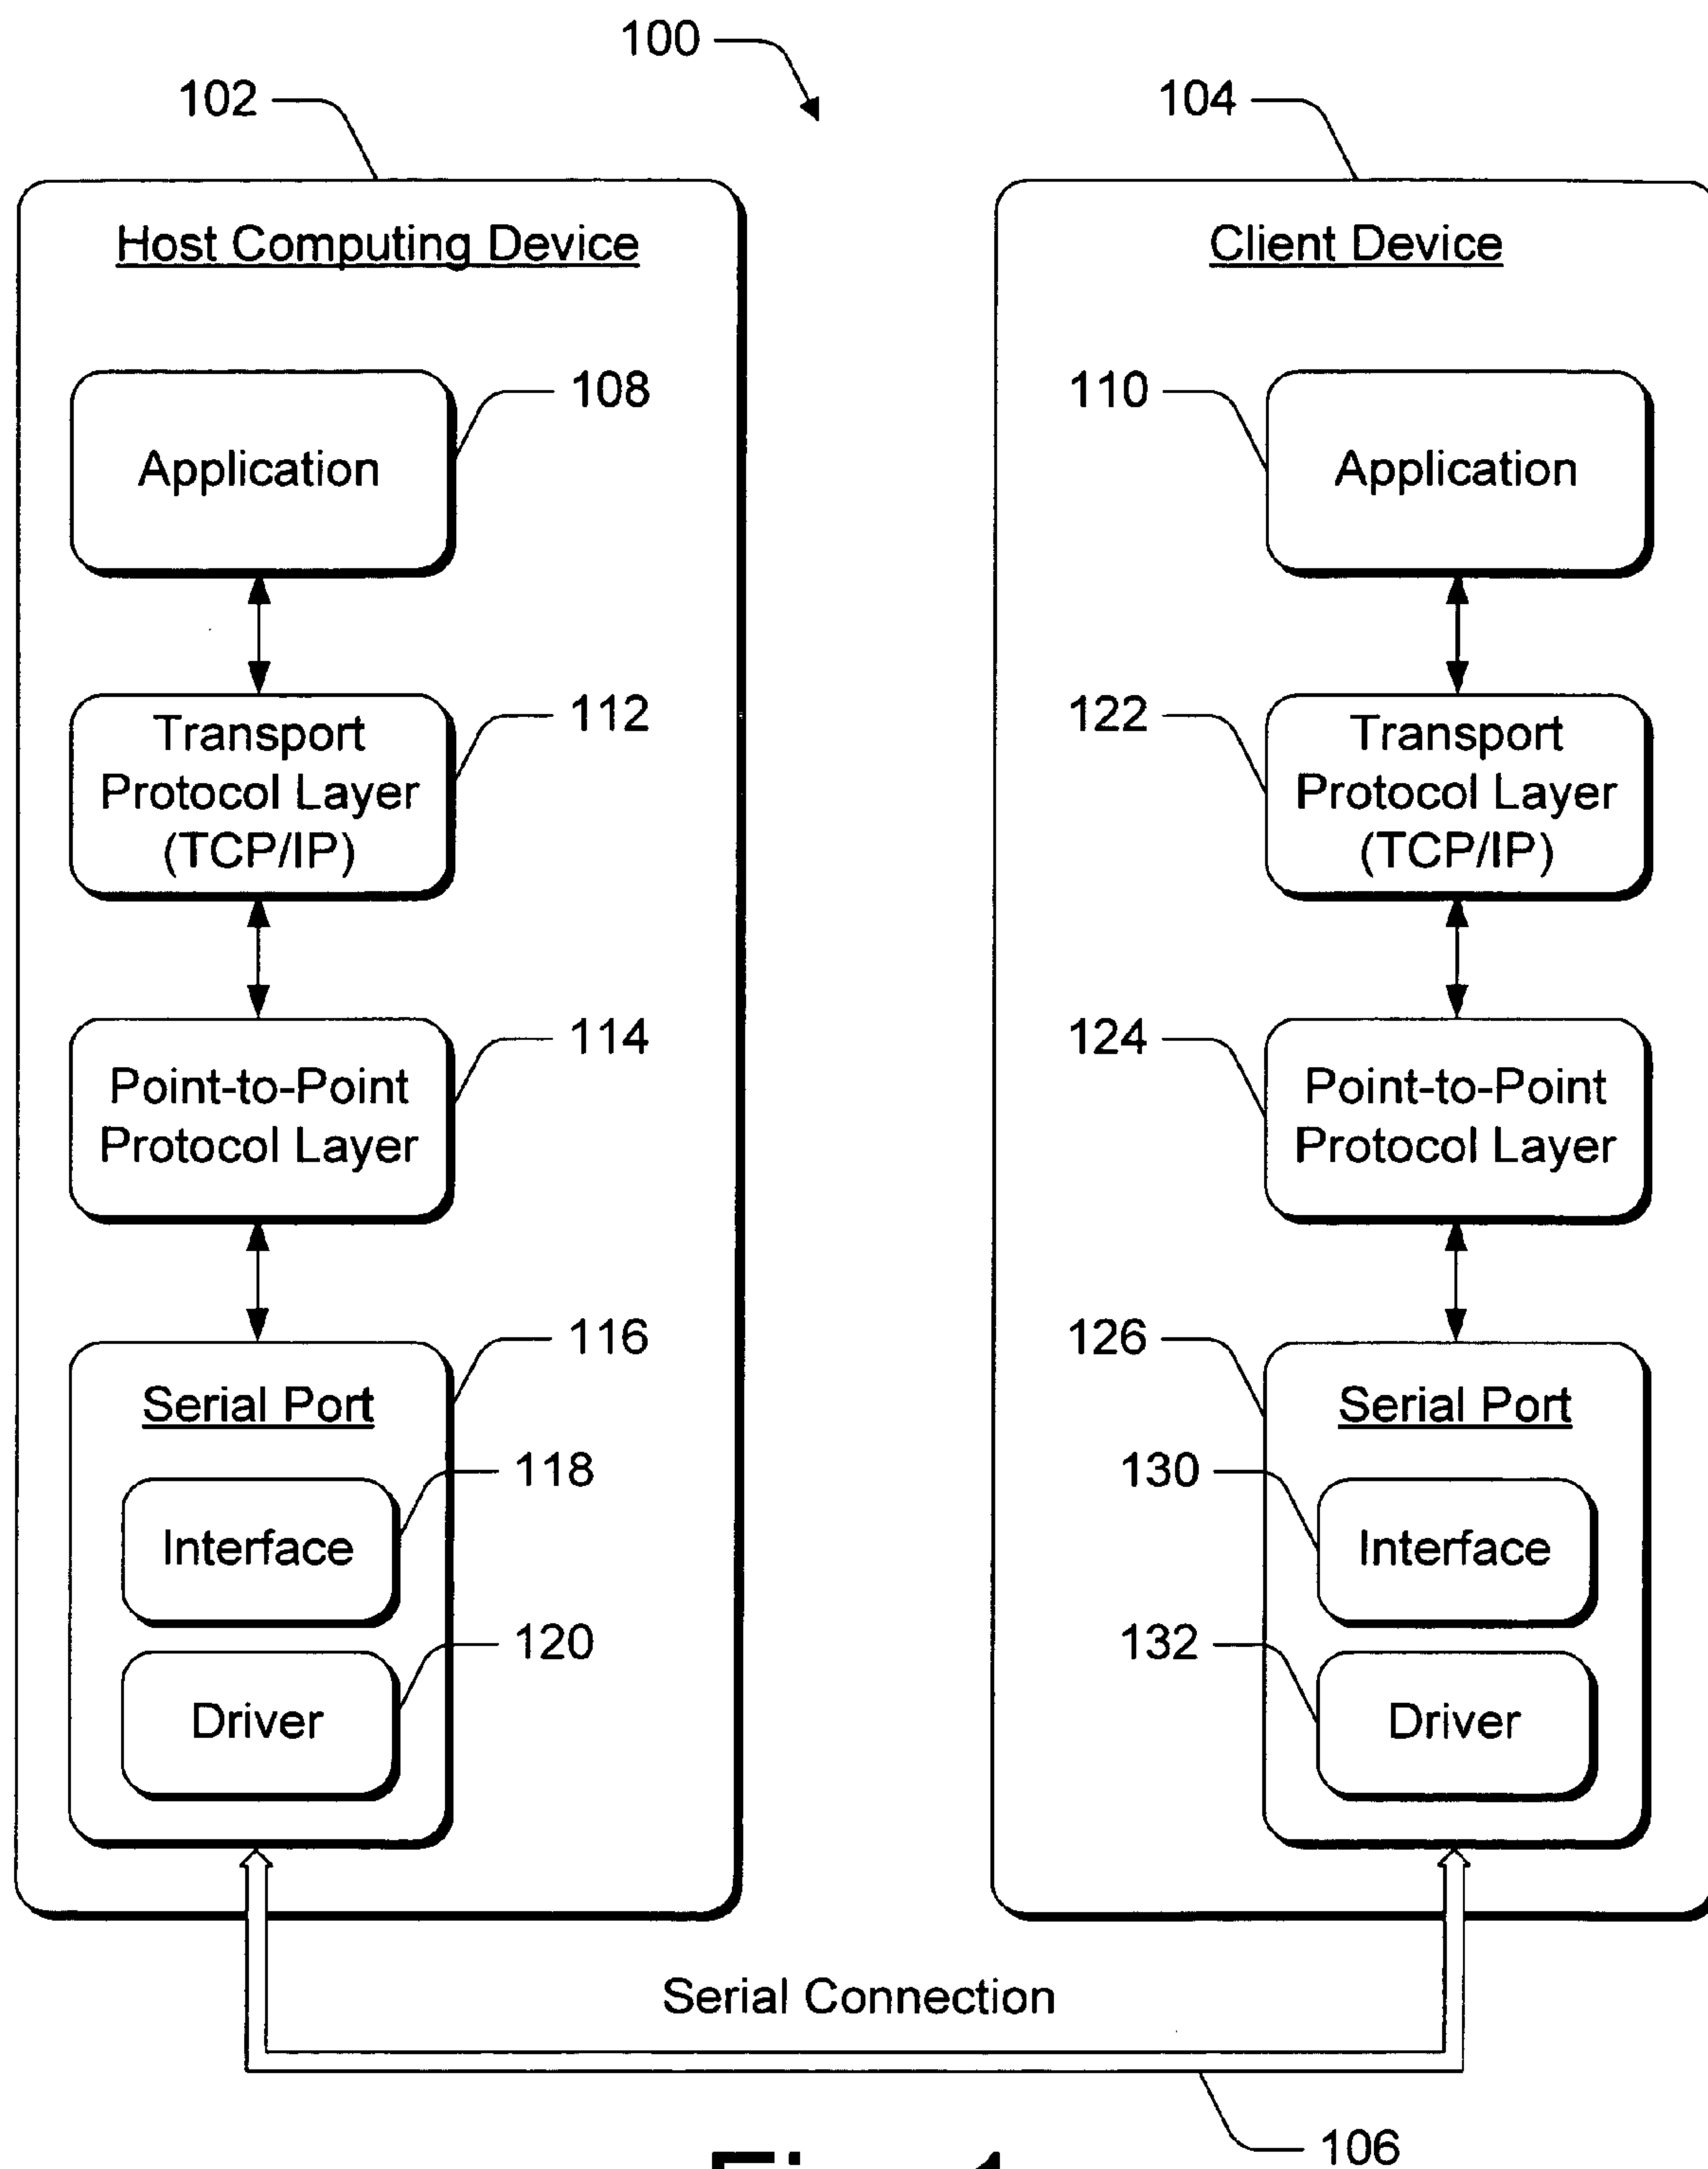 100
102
104
Host Computing Device
Client Device
108
110
Application
Application
112
122
Transport
Protocol Layer
(TCP/IP)
Transport
Protocol Layer
(TCP/IP)
114
124
Point-to-Point
Protocol Layer
Point-to-Point
Protocol Layer
116
126
Serial Port
Serial Port
118
130
Interface
Interface
120
132
Driver
Driver
Serial Connection
106